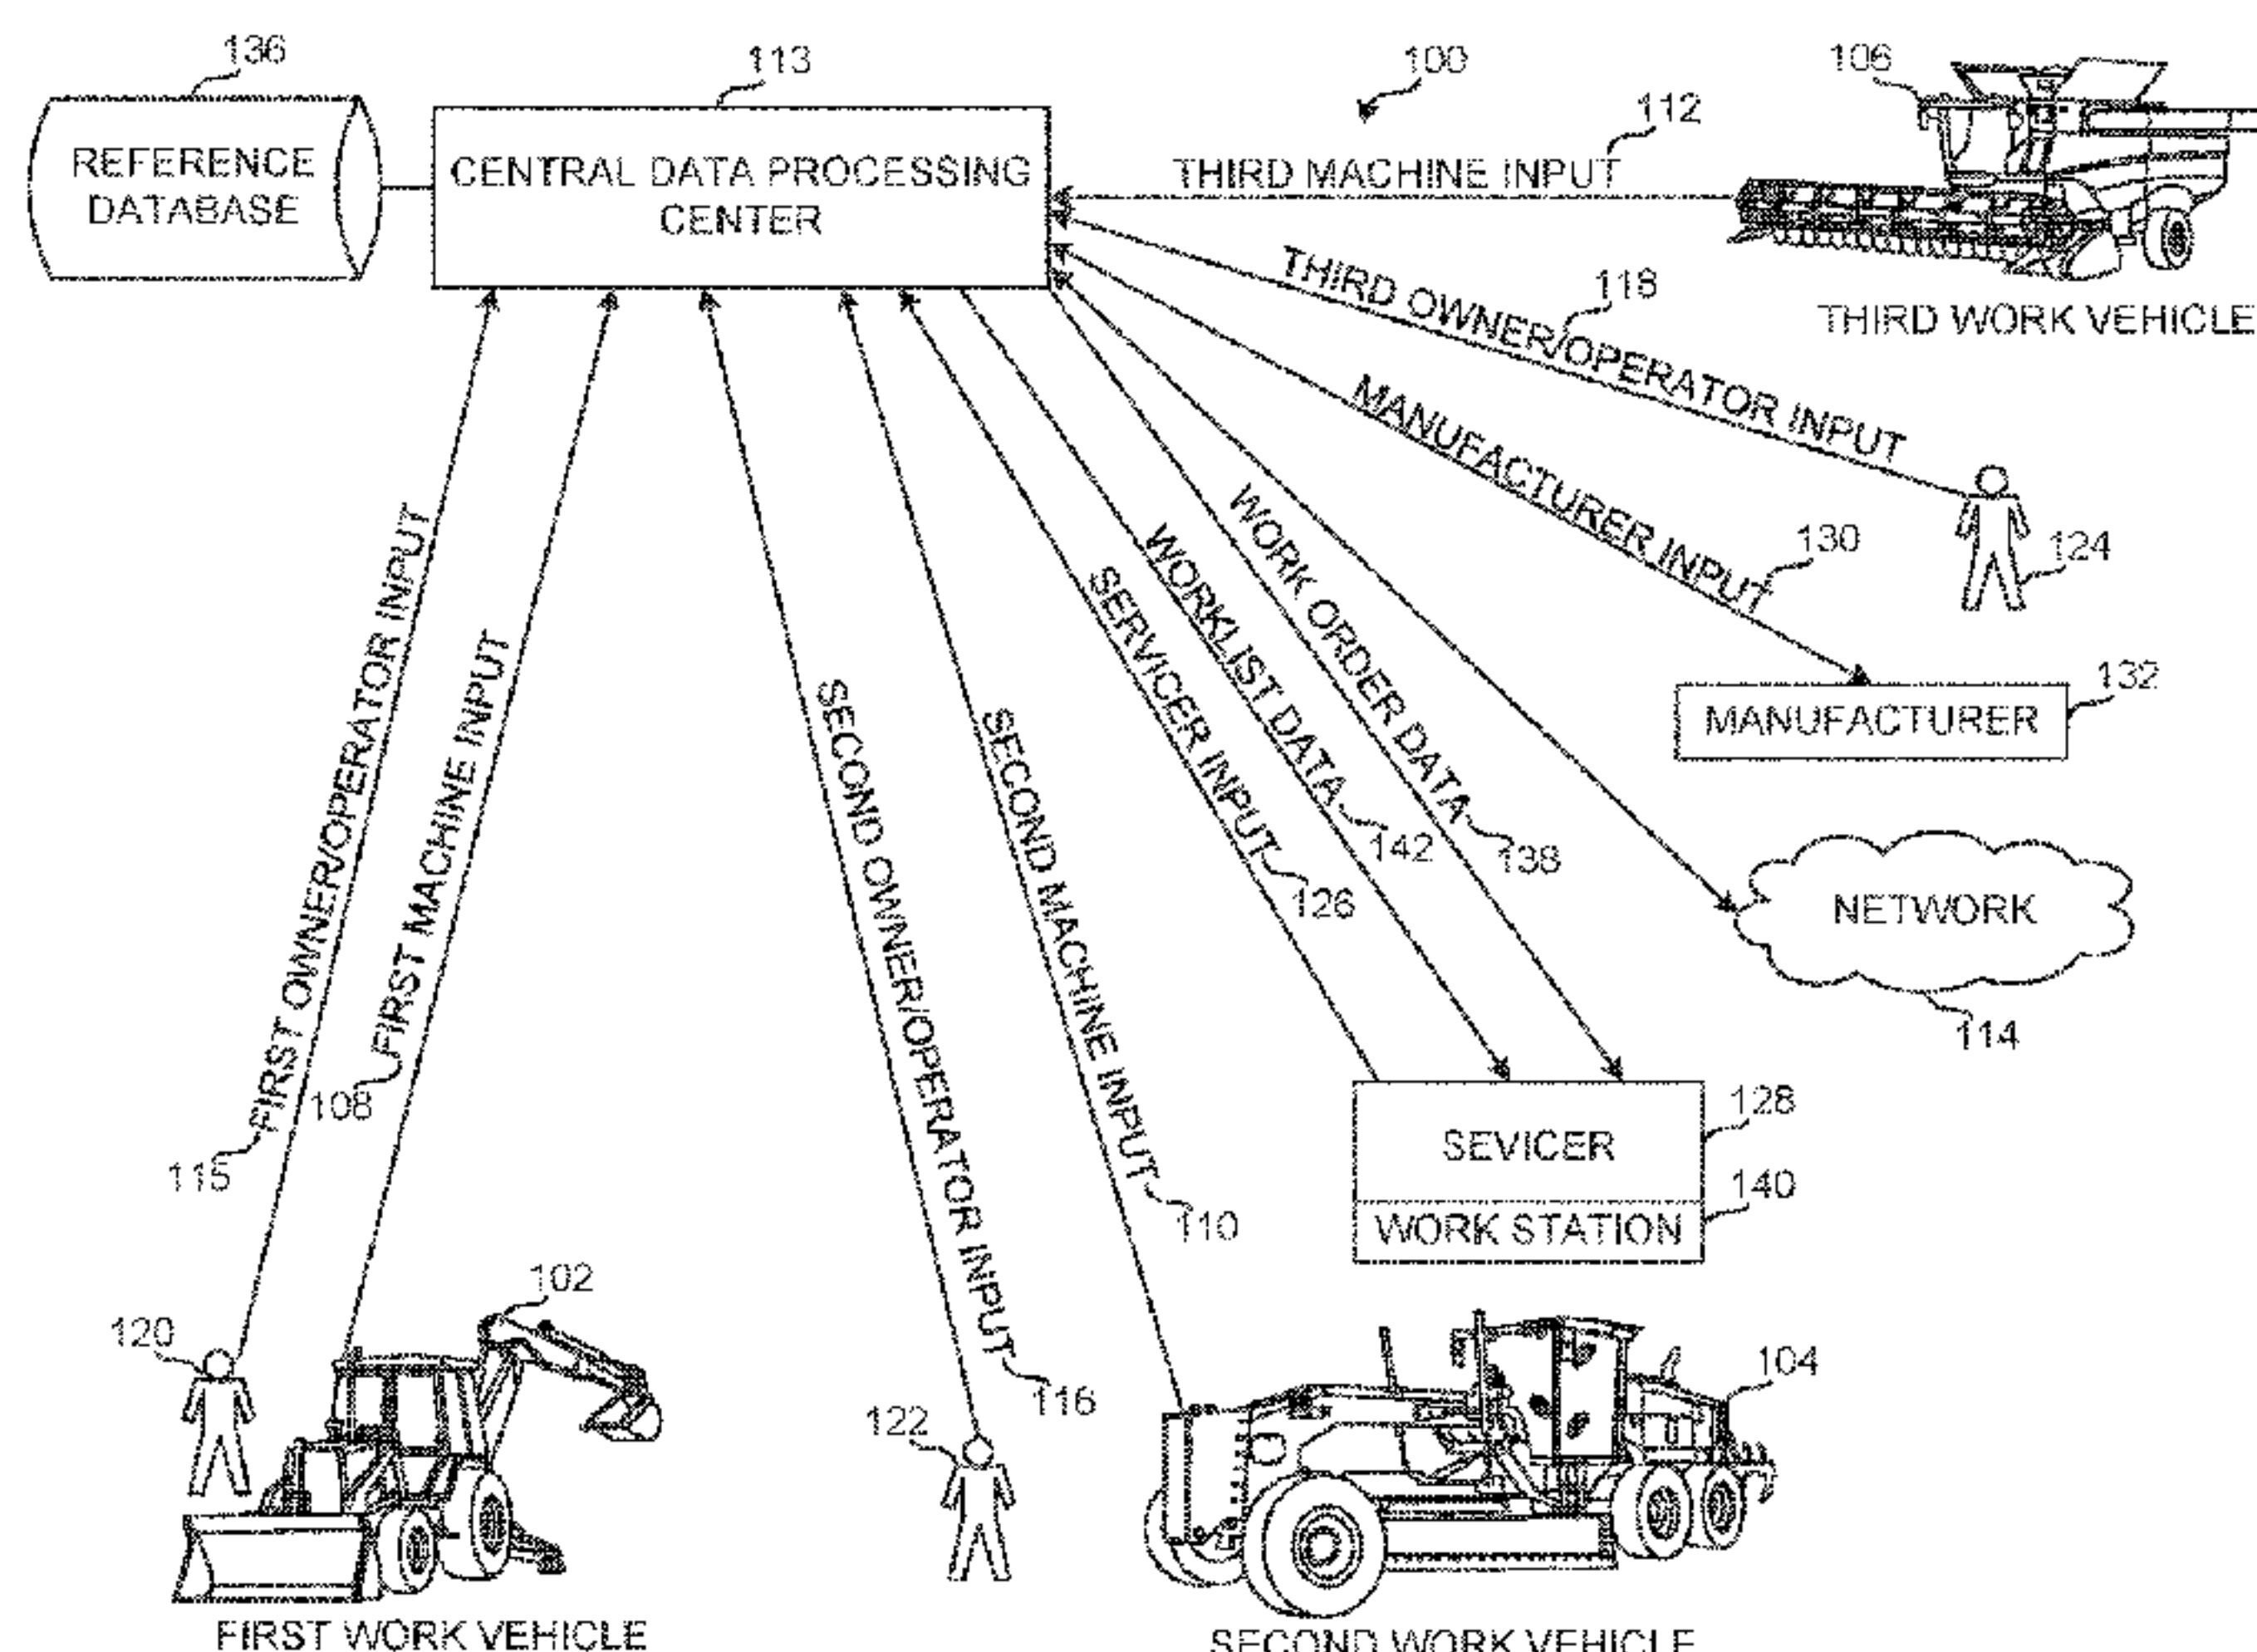 136
113
100
106
112
REFERENCE
DATABASE
CENTRAL DATA PROCESSING
CENTER
THIRD MACHINE INPUT
THIRD OWNER/OPERATOR INPUT
118
THIRD WORK VEHICLE
MANUFACTURER INPUT
130
124
132
MANUFACTURER
WORK ORDER DATA
138
WORKLIST DATA
142
SERVICER INPUT
126
NETWORK
114
FIRST OWNER/OPERATOR INPUT
115
FIRST MACHINE INPUT
108
SECOND OWNER/OPERATOR INPUT
116
SECOND MACHINE INPUT
110
SEVICER
128
WORK STATION
140
120
102
122
104
FIRST WORK VEHICLE
SECOND WORK VEHICLE